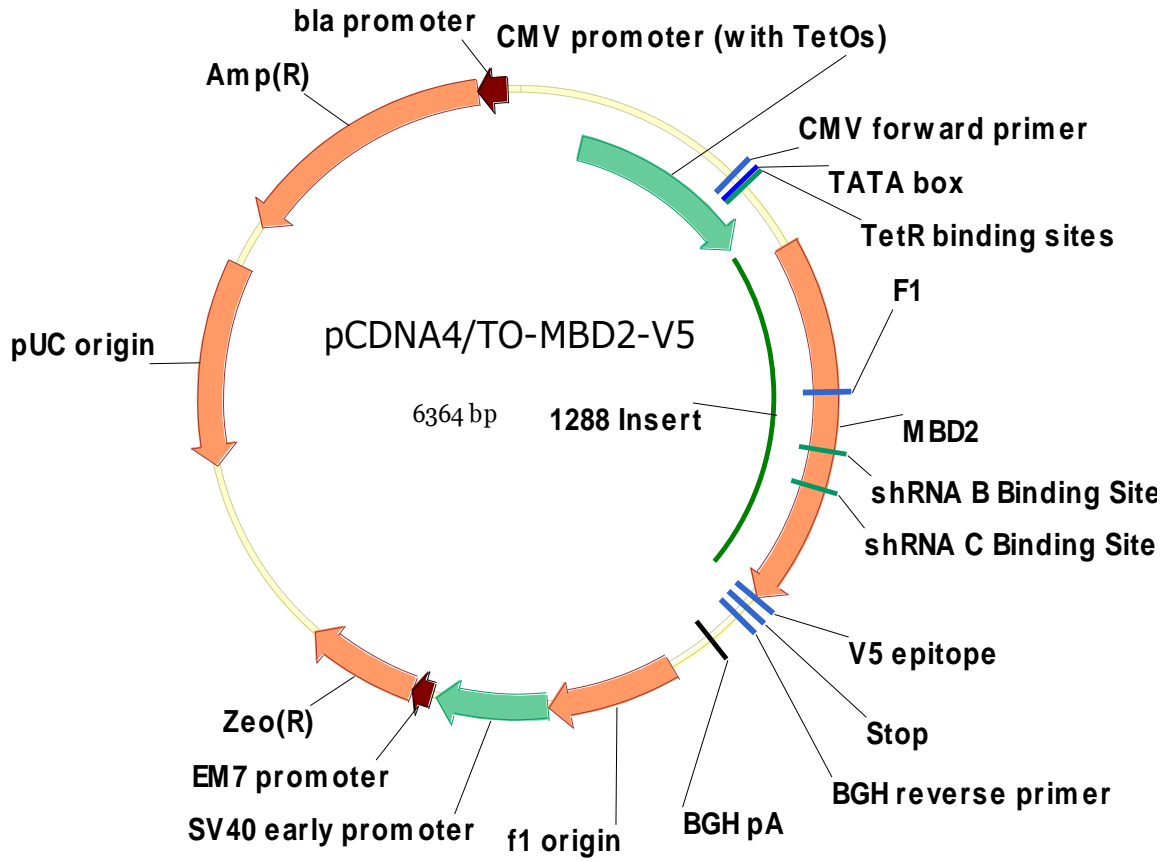 bla promoter
CMV promoter (with TetOs)
Amp(R)
CMV forward primer
TATA box
TetR binding sites
F1
pUC origin
pCDNA4/TO-MBD2-V5
6364 bp
1288 Insert
MBD2
shRNA B Binding Site
shRNA C Binding Site
V5 epitope
Stop
BGH reverse primer
BGH pA
f1 origin
SV40 early promoter
EM7 promoter
Zeo(R)